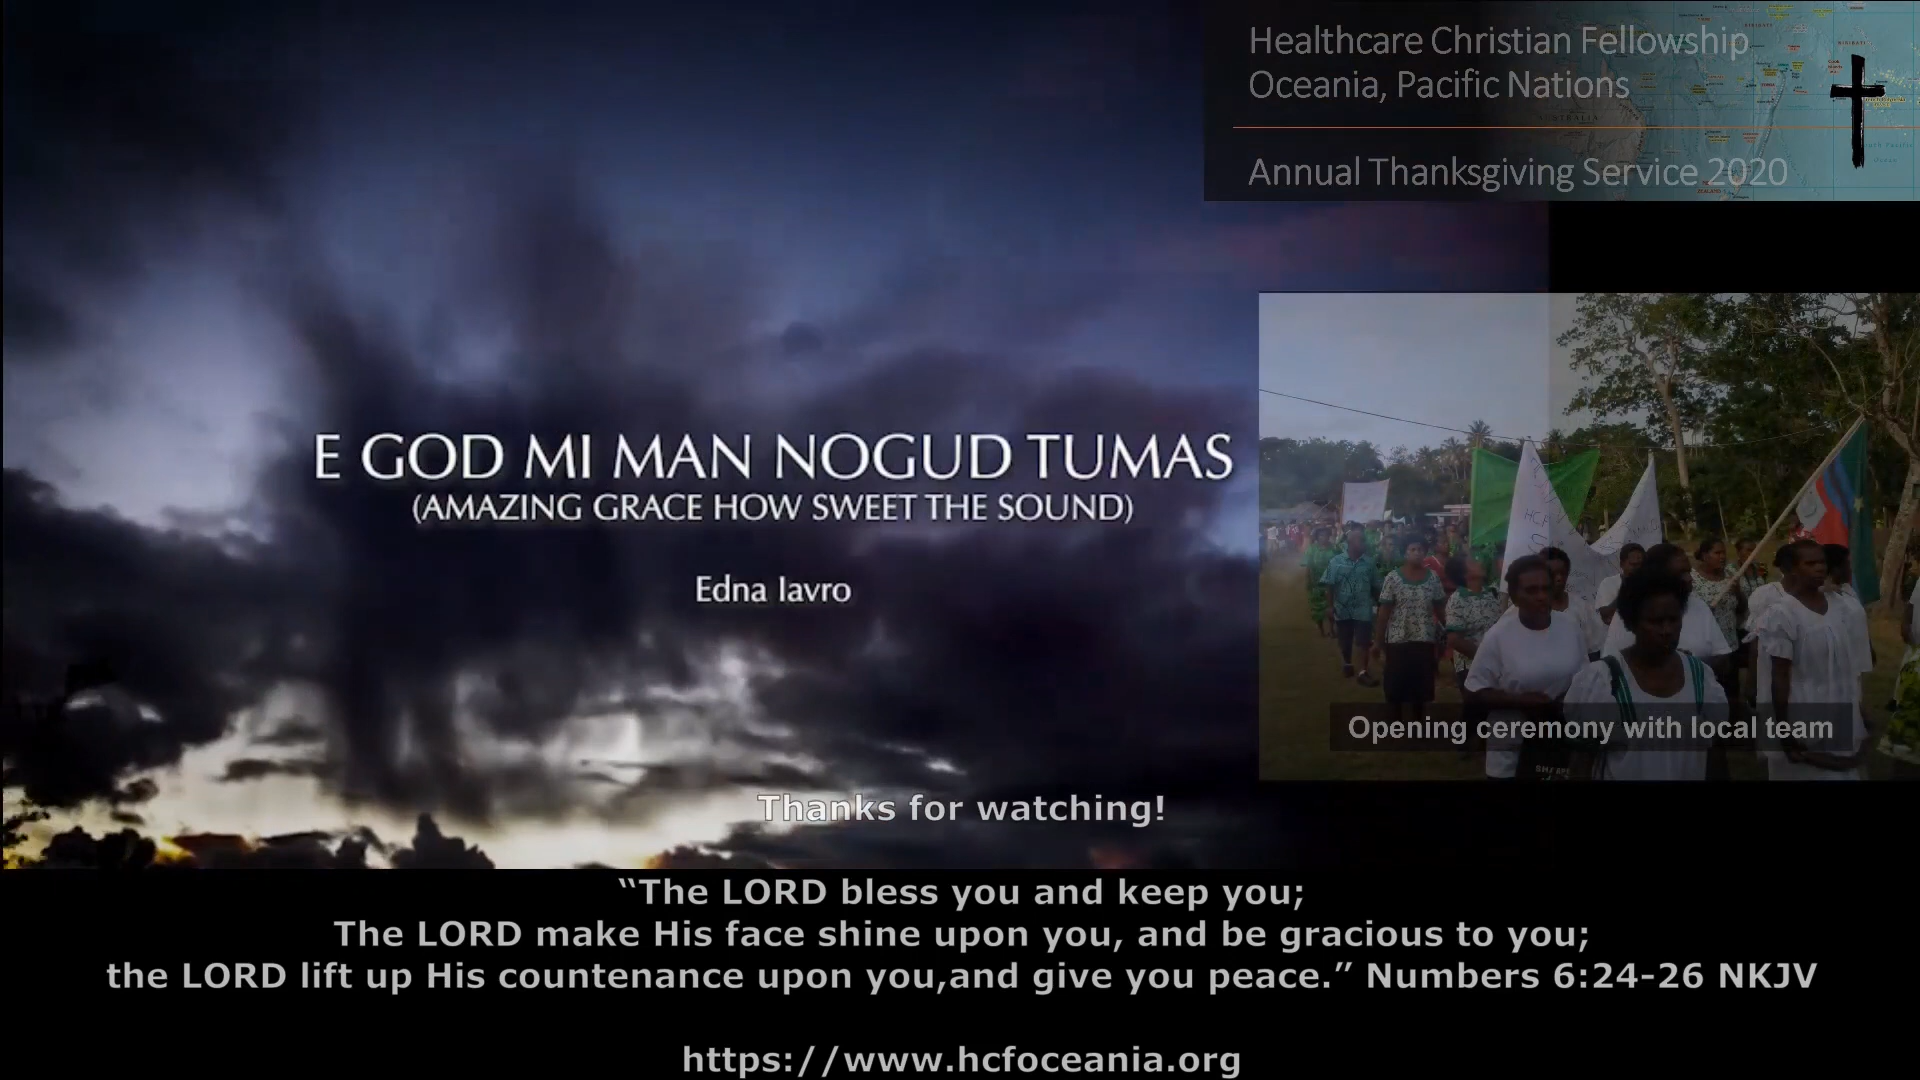 Healthcare Christian Fellowship
Oceania, Pacific Nations
Annual Thanksgiving Service 2020
E GOD MI MAN NOGUD TUMAS
(AMAZING GRACE HOW SWEET THE SOUND)
Edna Iavro
Opening ceremony with local team
Thanks for watching!
“The LORD bless you and keep you;
The LORD make His face shine upon you, and be gracious to you;
the LORD lift up His countenance upon you,and give you peace.” Numbers 6:24-26 NKJV
https://www.hcfoceania.org